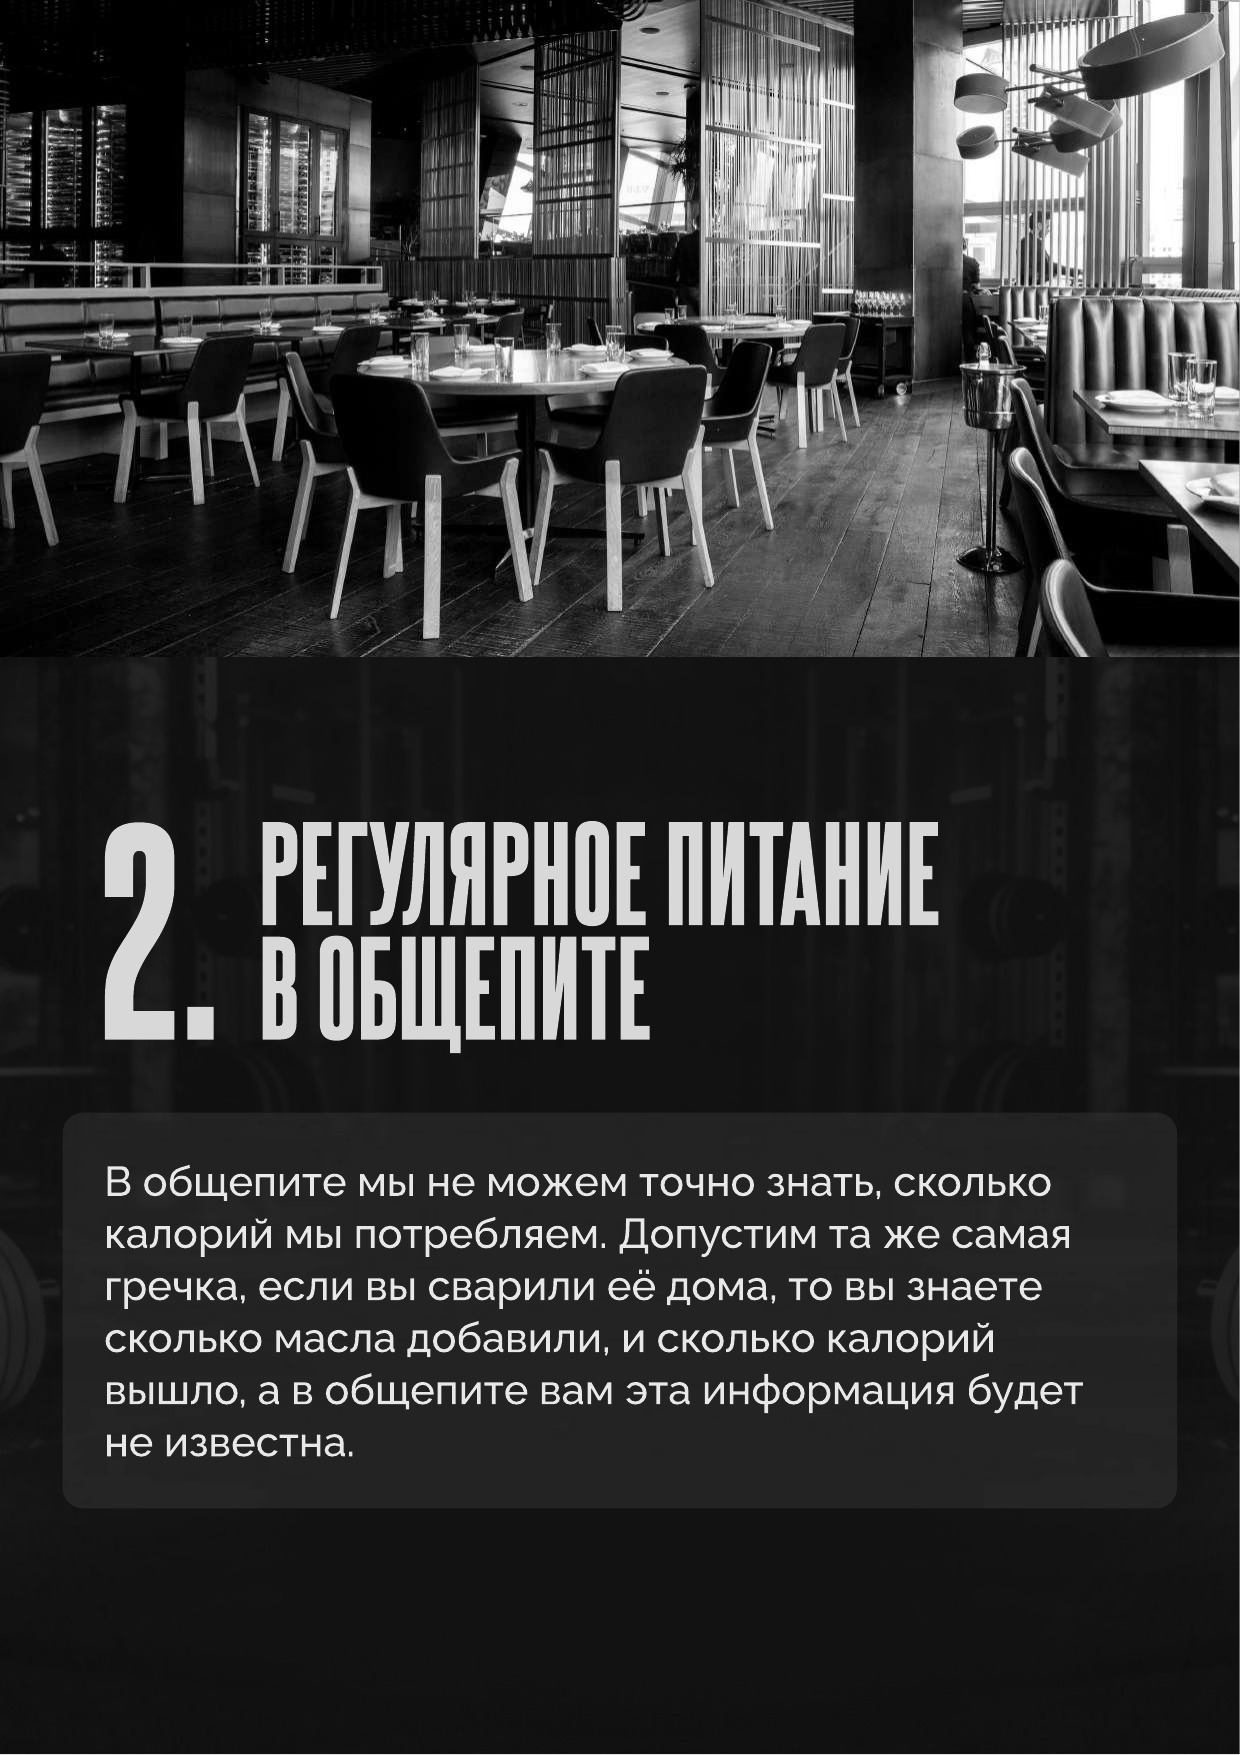 2. РЕГУЛЯРНОЕ ПИТАНИЕ
В ОБЩЕПИТЕ
В общепите мы не можем точно знать, сколько
калорий мы потребляем. Допустим та же самая
гречка, если вы сварили её дома, то вы знаете
сколько масла добавили, и сколько калорий
вышло, а в общепите вам эта информация будет
не известна.